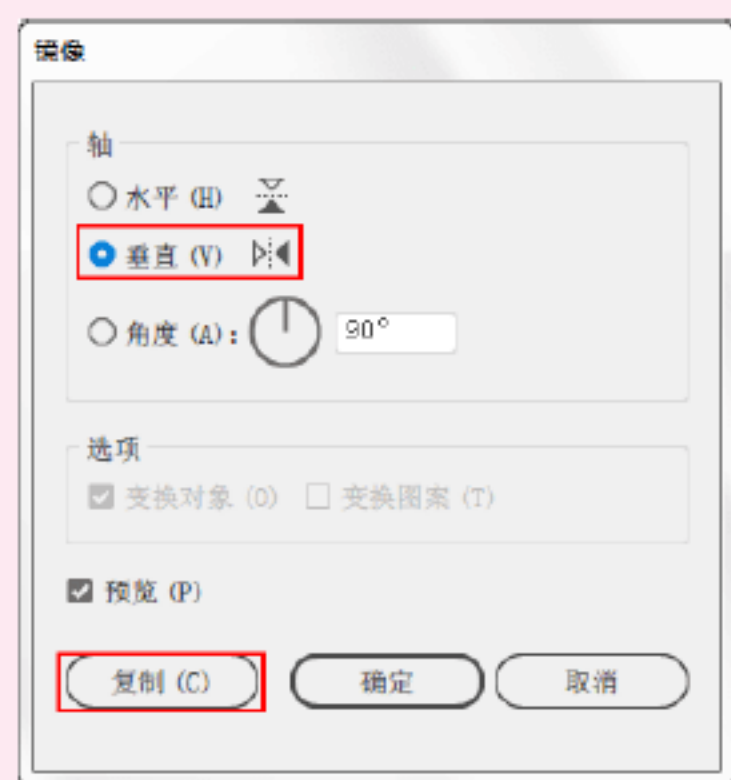 镜像
轴
水平 (H)
垂直 (V)
角度 (A): 90°
选项
变换对象 (O) 变换图案 (T)
预览 (P)
复制 (C) 确定 取消